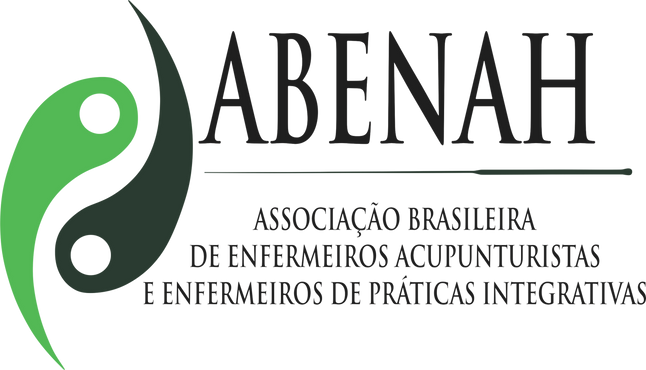 ABENAH
ASSOCIAÇÃO BRASILEIRA
DE ENFERMEIROS ACUPUNTURISTAS
E ENFERMEIROS DE PRÁTICAS INTEGRATIVAS